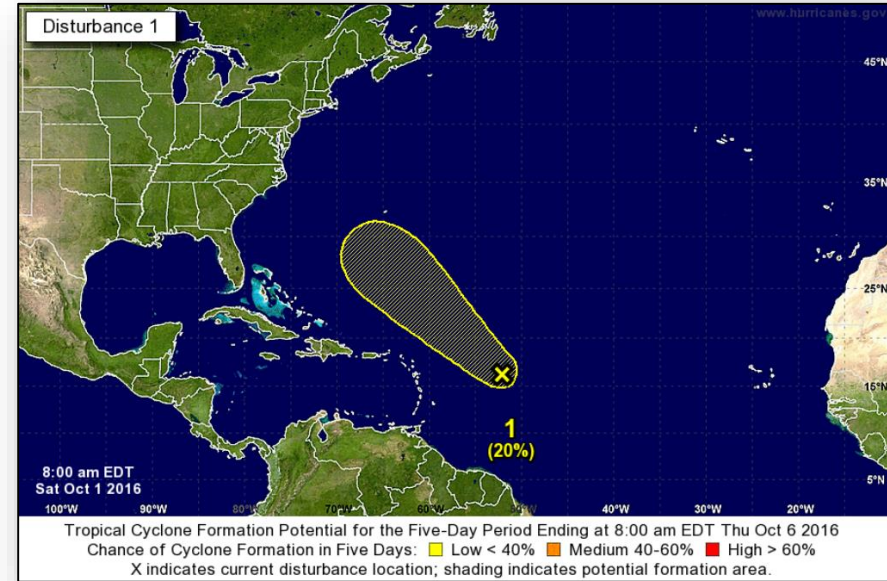 Disturbance 1
www.hurricanes.gov
45°N
35°N
25°N
15°N
5°N
1
(20%)
8:00 am EDT
Sat Oct 1 2016
100°W 90°W 80°W 70°W 60°W 50°W 40°W 30°W 20°W
Tropical Cyclone Formation Potential for the Five-Day Period Ending at 8:00 am EDT Thu Oct 6 2016
Chance of Cyclone Formation in Five Days: Low < 40% Medium 40-60% High > 60%
X indicates current disturbance location; shading indicates potential formation area.